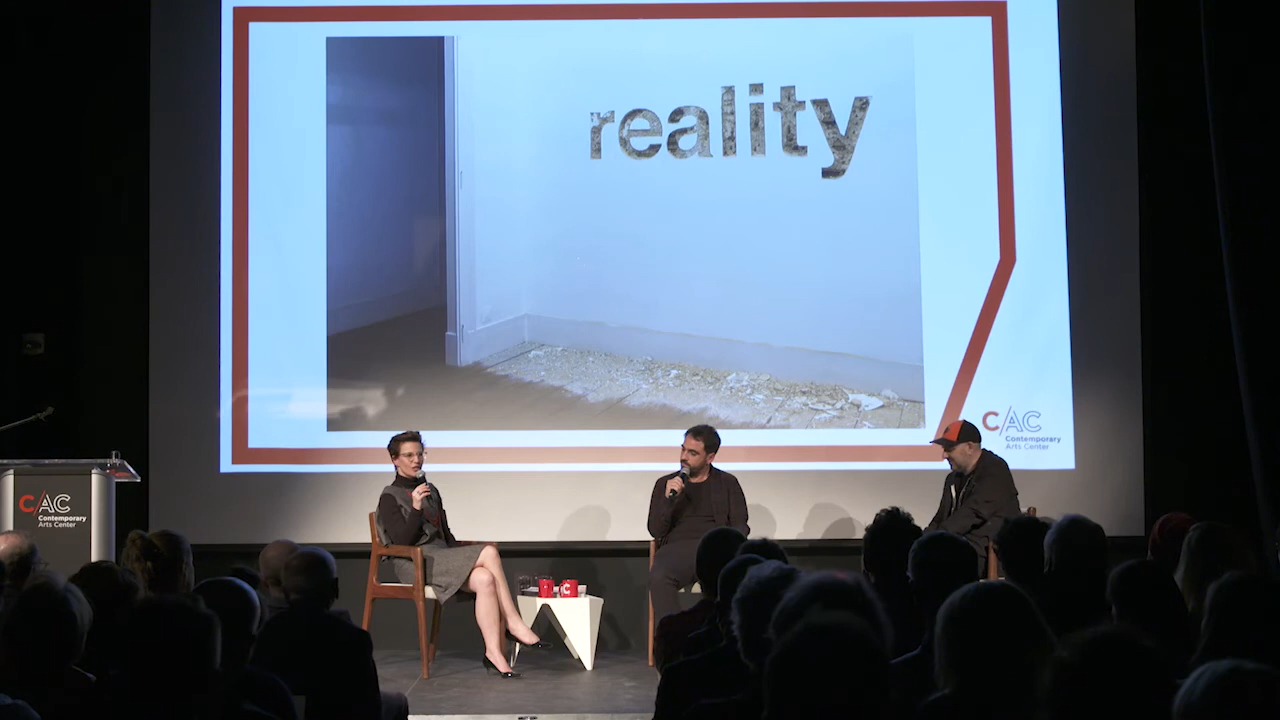 reality
C/AC
Contemporary
Arts Center
C/AC
Contemporary
Arts Center